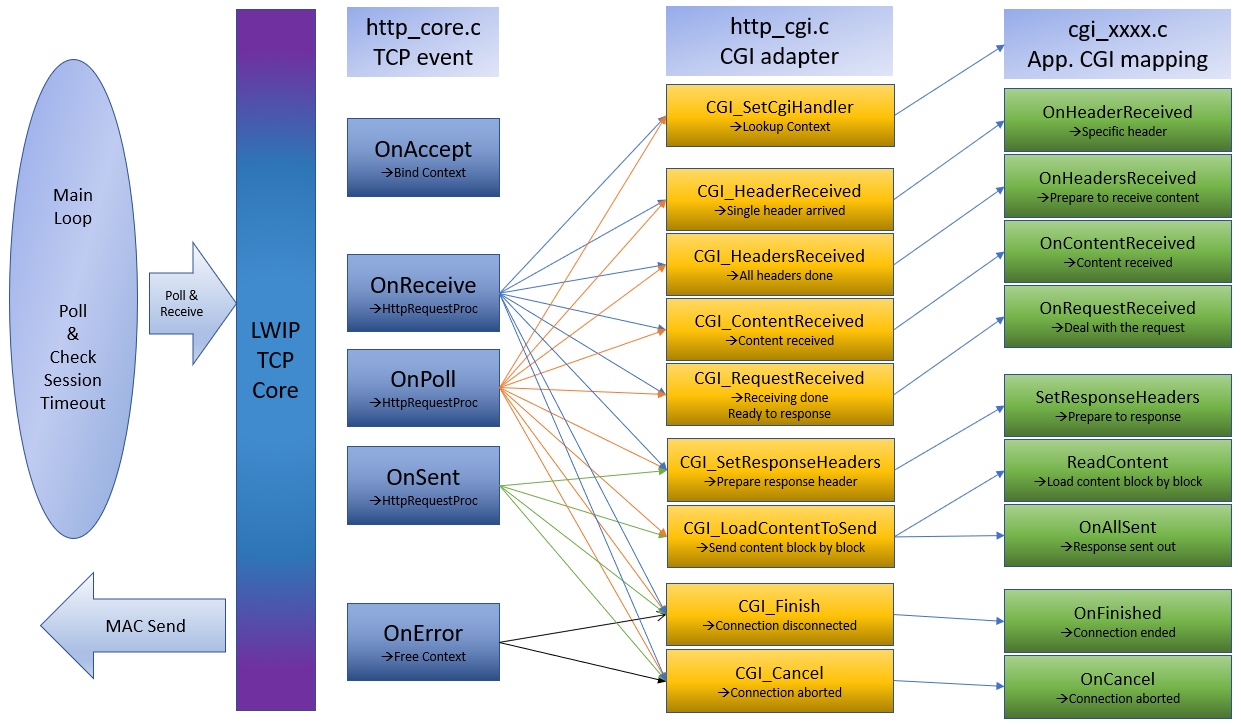 Main
Loop
Poll
&
Check
Session
Timeout
Poll &
Receive
MAC Send
LWIP
TCP
Core
http_core.c
TCP event
OnAccept
→Bind Context
OnReceive
→HttpRequestProc
OnPoll
→HttpRequestProc
OnSent
→HttpRequestProc
OnError
→Free Context
http_cgi.c
CGI adapter
CGI_SetCgiHandler
→Lookup Context
CGI_HeaderReceived
→Single header arrived
CGI_HeadersReceived
→All headers done
CGI_ContentReceived
→Content received
CGI_RequestReceived
→Receiving done
Ready to response
CGI_SetResponseHeaders
→Prepare response header
CGI_LoadContentToSend
→Send content block by block
CGI_Finish
→Connection disconnected
CGI_Cancel
→Connection aborted
cgi_xxxx.c
App. CGI mapping
OnHeaderReceived
→Specific header
OnHeadersReceived
→Prepare to receive content
OnContentReceived
→Content received
OnRequestReceived
→Deal with the request
SetResponseHeaders
→Prepare to response
ReadContent
→Load content block by block
OnAllSent
→Response sent out
OnFinished
→Connection ended
OnCancel
→Connection aborted